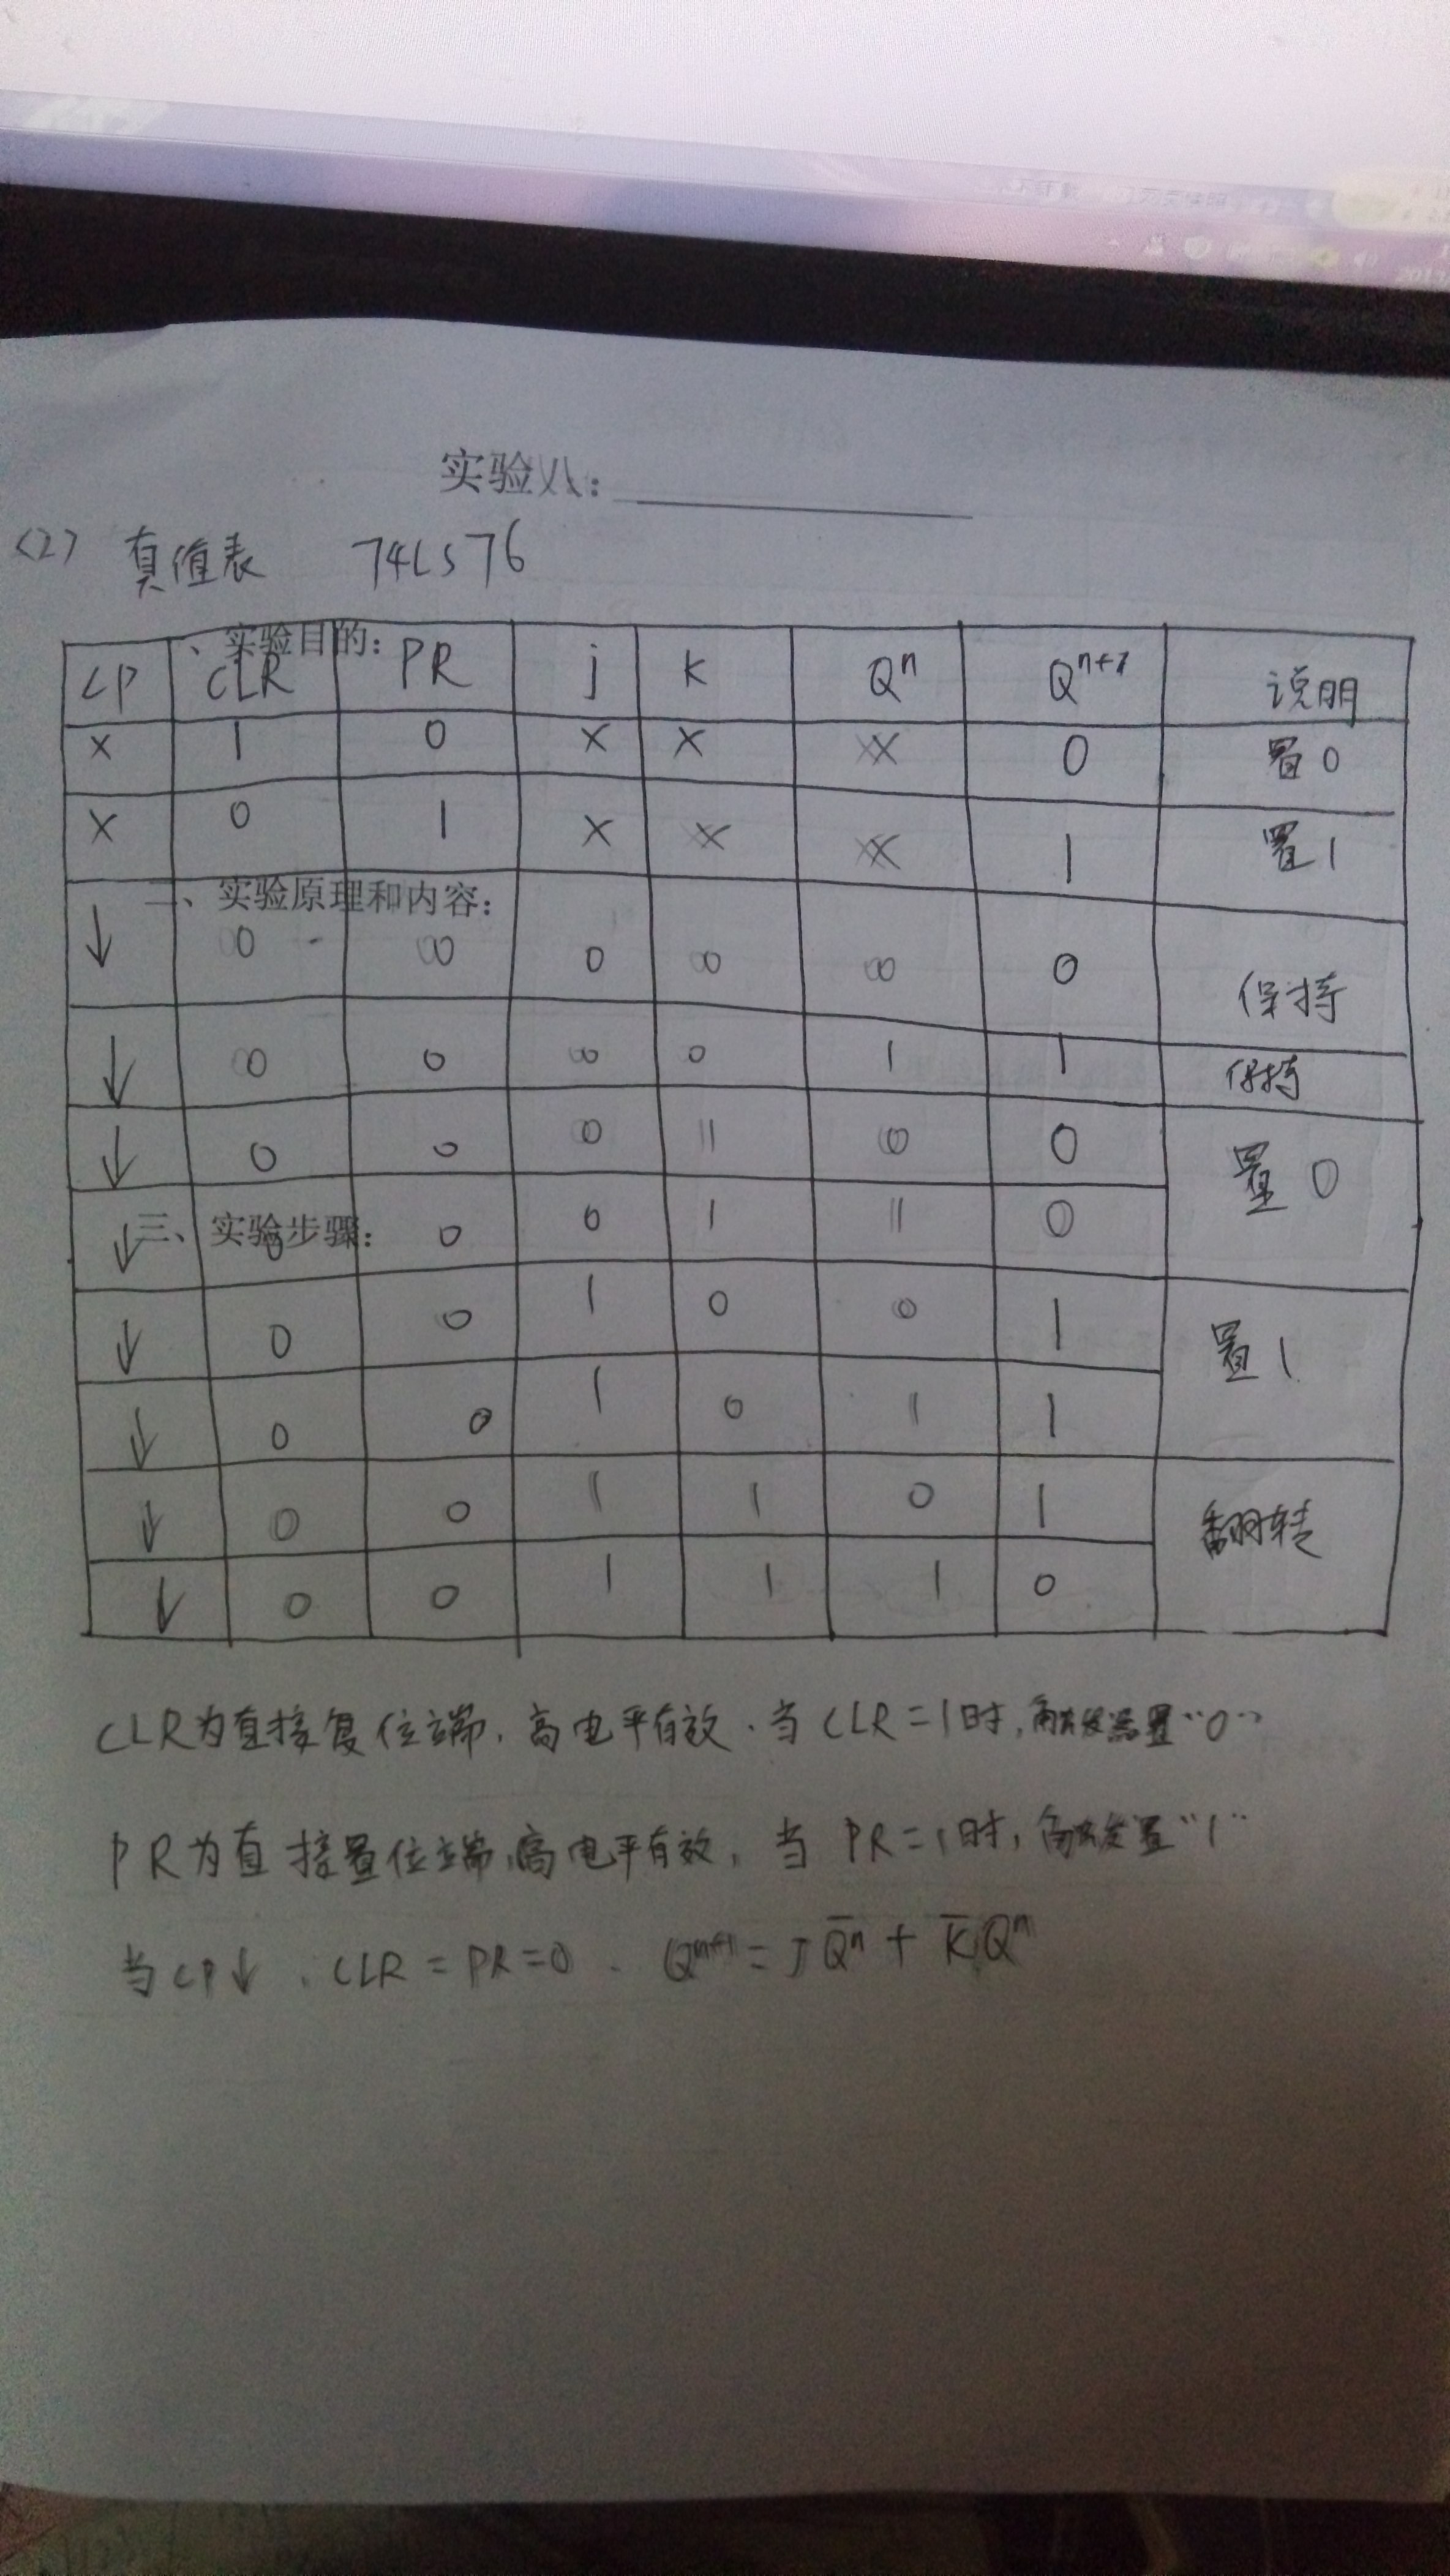 实验八：
(2) 真值表 74LS76
一、实验目的：
CP CLR PR j K Qⁿ Qⁿ⁺¹ 说明
× 1 0 × × × 0 置0
× 0 1 × × × 1 置1
二、实验原理和内容：
↓ 0 0 0 0 0 0 保持
↓ 0 0 0 0 1 1 保持
↓ 0 0 0 1 0 0 置0
三、实验步骤：
↓ 0 0 0 1 1 0
↓ 0 0 1 0 0 1 置1
↓ 0 0 1 0 1 1
↓ 0 0 1 1 0 1 翻转
↓ 0 0 1 1 1 0
CLR为直接复位端，高电平有效．当CLR=1时，触发器置“0”
PR为直接置位端，高电平有效，当PR=1时，触发置“1”
当CP↓．CLR=PR=0．Qⁿ⁺¹=JQ̅ⁿ+K̅Qⁿ